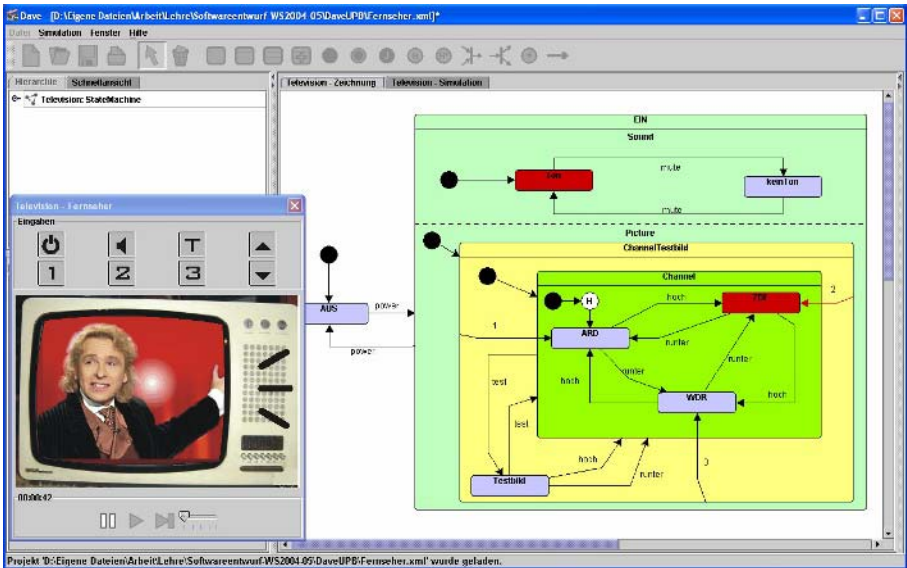 Dave [D:\Eigene Dateien\Arbeit\Lehre\Softwareentwurf-WS2004-05\DaveUPB\Fernseher.xml]*
Datei Simulation Fenster Hilfe
Hierarchie Schnellansicht
Television: StateMachine
Television - Zeichnung Television - Simulation
EIN
Sound
Ton
mute
keinTon
mute
Picture
ChannelTestbild
Channel
H
hoch
ZDF
2
AUS
power
power
1
ARD
runter
runter
runter
test
hoch
WDR
hoch
test
hoch
runter
3
Testbild
Television - Fernseher
Eingaben
T
1 2 3
00:00:42
Projekt 'D:\Eigene Dateien\Arbeit\Lehre\Softwareentwurf-WS2004-05\DaveUPB\Fernseher.xml' wurde geladen.